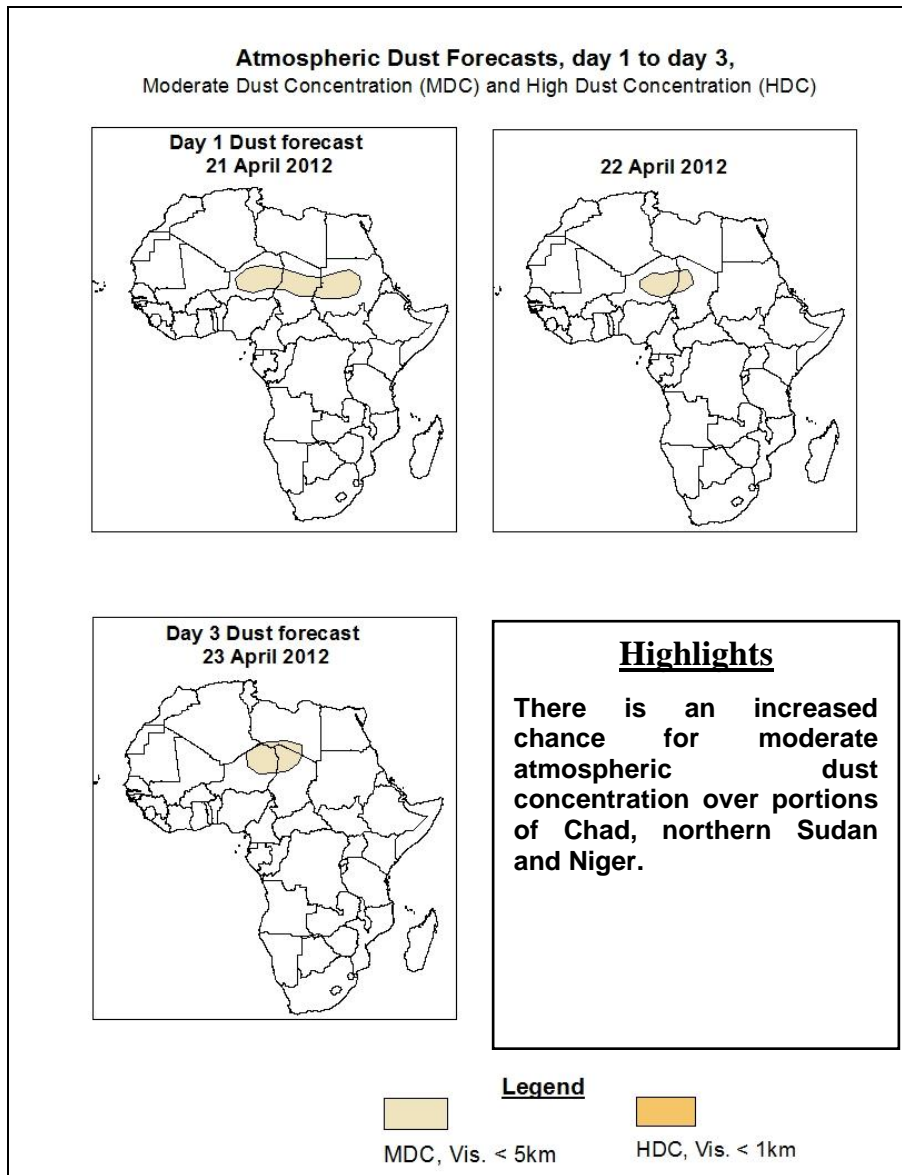 Atmospheric Dust Forecasts, day 1 to day 3,
Moderate Dust Concentration (MDC) and High Dust Concentration (HDC)
Day 1 Dust forecast
21 April 2012
22 April 2012
Day 3 Dust forecast
23 April 2012
Highlights
There is an increased
chance for moderate
atmospheric dust
concentration over portions
of Chad, northern Sudan
and Niger.
Legend
MDC, Vis. < 5km
HDC, Vis. < 1km